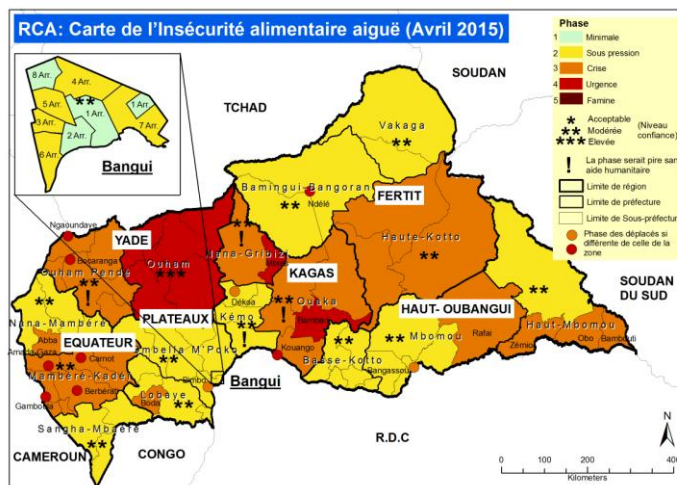 RCA: Carte de l'Insécurité alimentaire aiguë (Avril 2015)
Phase
1 Minimale
2 Sous pression
3 Crise
4 Urgence
5 Famine
* Acceptable
** Modérée
*** Elevée
(Niveau
confiance)
! La phase serait pire san
aide humanitaire
Limite de région
Limite de préfecture
Limite de Sous-préfecture
Phase des déplacés si
différente de celle de la
zone
8 Arr.
4 Arr.
5 Arr.
**
1 Arr.
1 Arr.
3 Arr.
2 Arr.
7 Arr.
6 Arr.
Bangui
SOUDAN
TCHAD
Vakaga
**
Bamingui-Bangoran
Ndélé
**
FERTIT
Ngaoundaye
YADE
Bosaranga
Ouham Pendé
**
!
Ouham
***
**
!
Nana-Gribizi
KAGAS
Haute-Kotto
**
**
SOUDAN
DU SUD
Dékoa
**
!
Ouaka
PLATEAUX
Kémo
**
!
HAUT- OUBANGUI
**
Nana-Mambéré
EQUATEUR
Abba
Carnot
**
Mambéré-Kadéï
Berbérati
Gamboula
Ombella M'Poko
**
Bimbo
Bangui
Kouango
**
Basse-Kotto
**
Mbomou
Bangassou
Rafaï
Zémio
Haut-Mbomou
Obo
Bambouti
Lobaye
Boda
**
Sangha-Mbaéré
**
CAMEROUN
CONGO
R.D.C
N
0 100 200 400
Kilometers